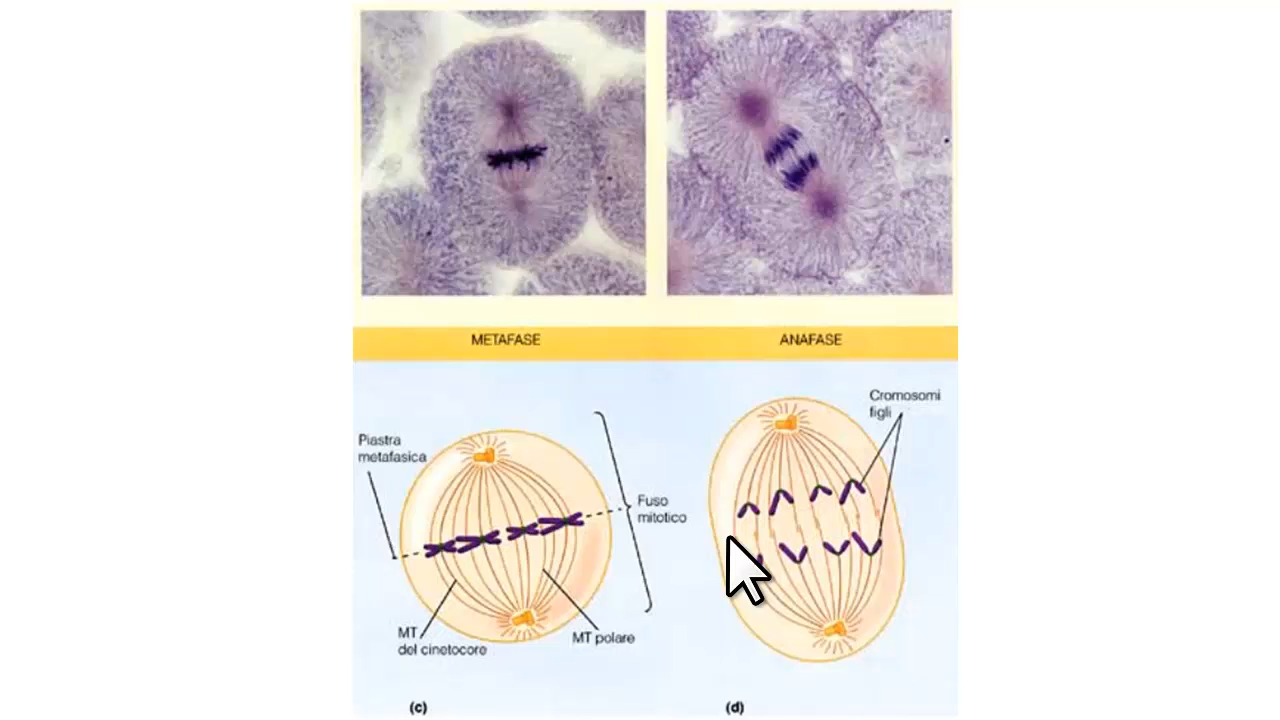 METAFASE
ANAFASE
Piastra
metafasica
Fuso
mitotico
MT
del cinetocore
MT polare
(c)
Cromosomi
figli
(d)